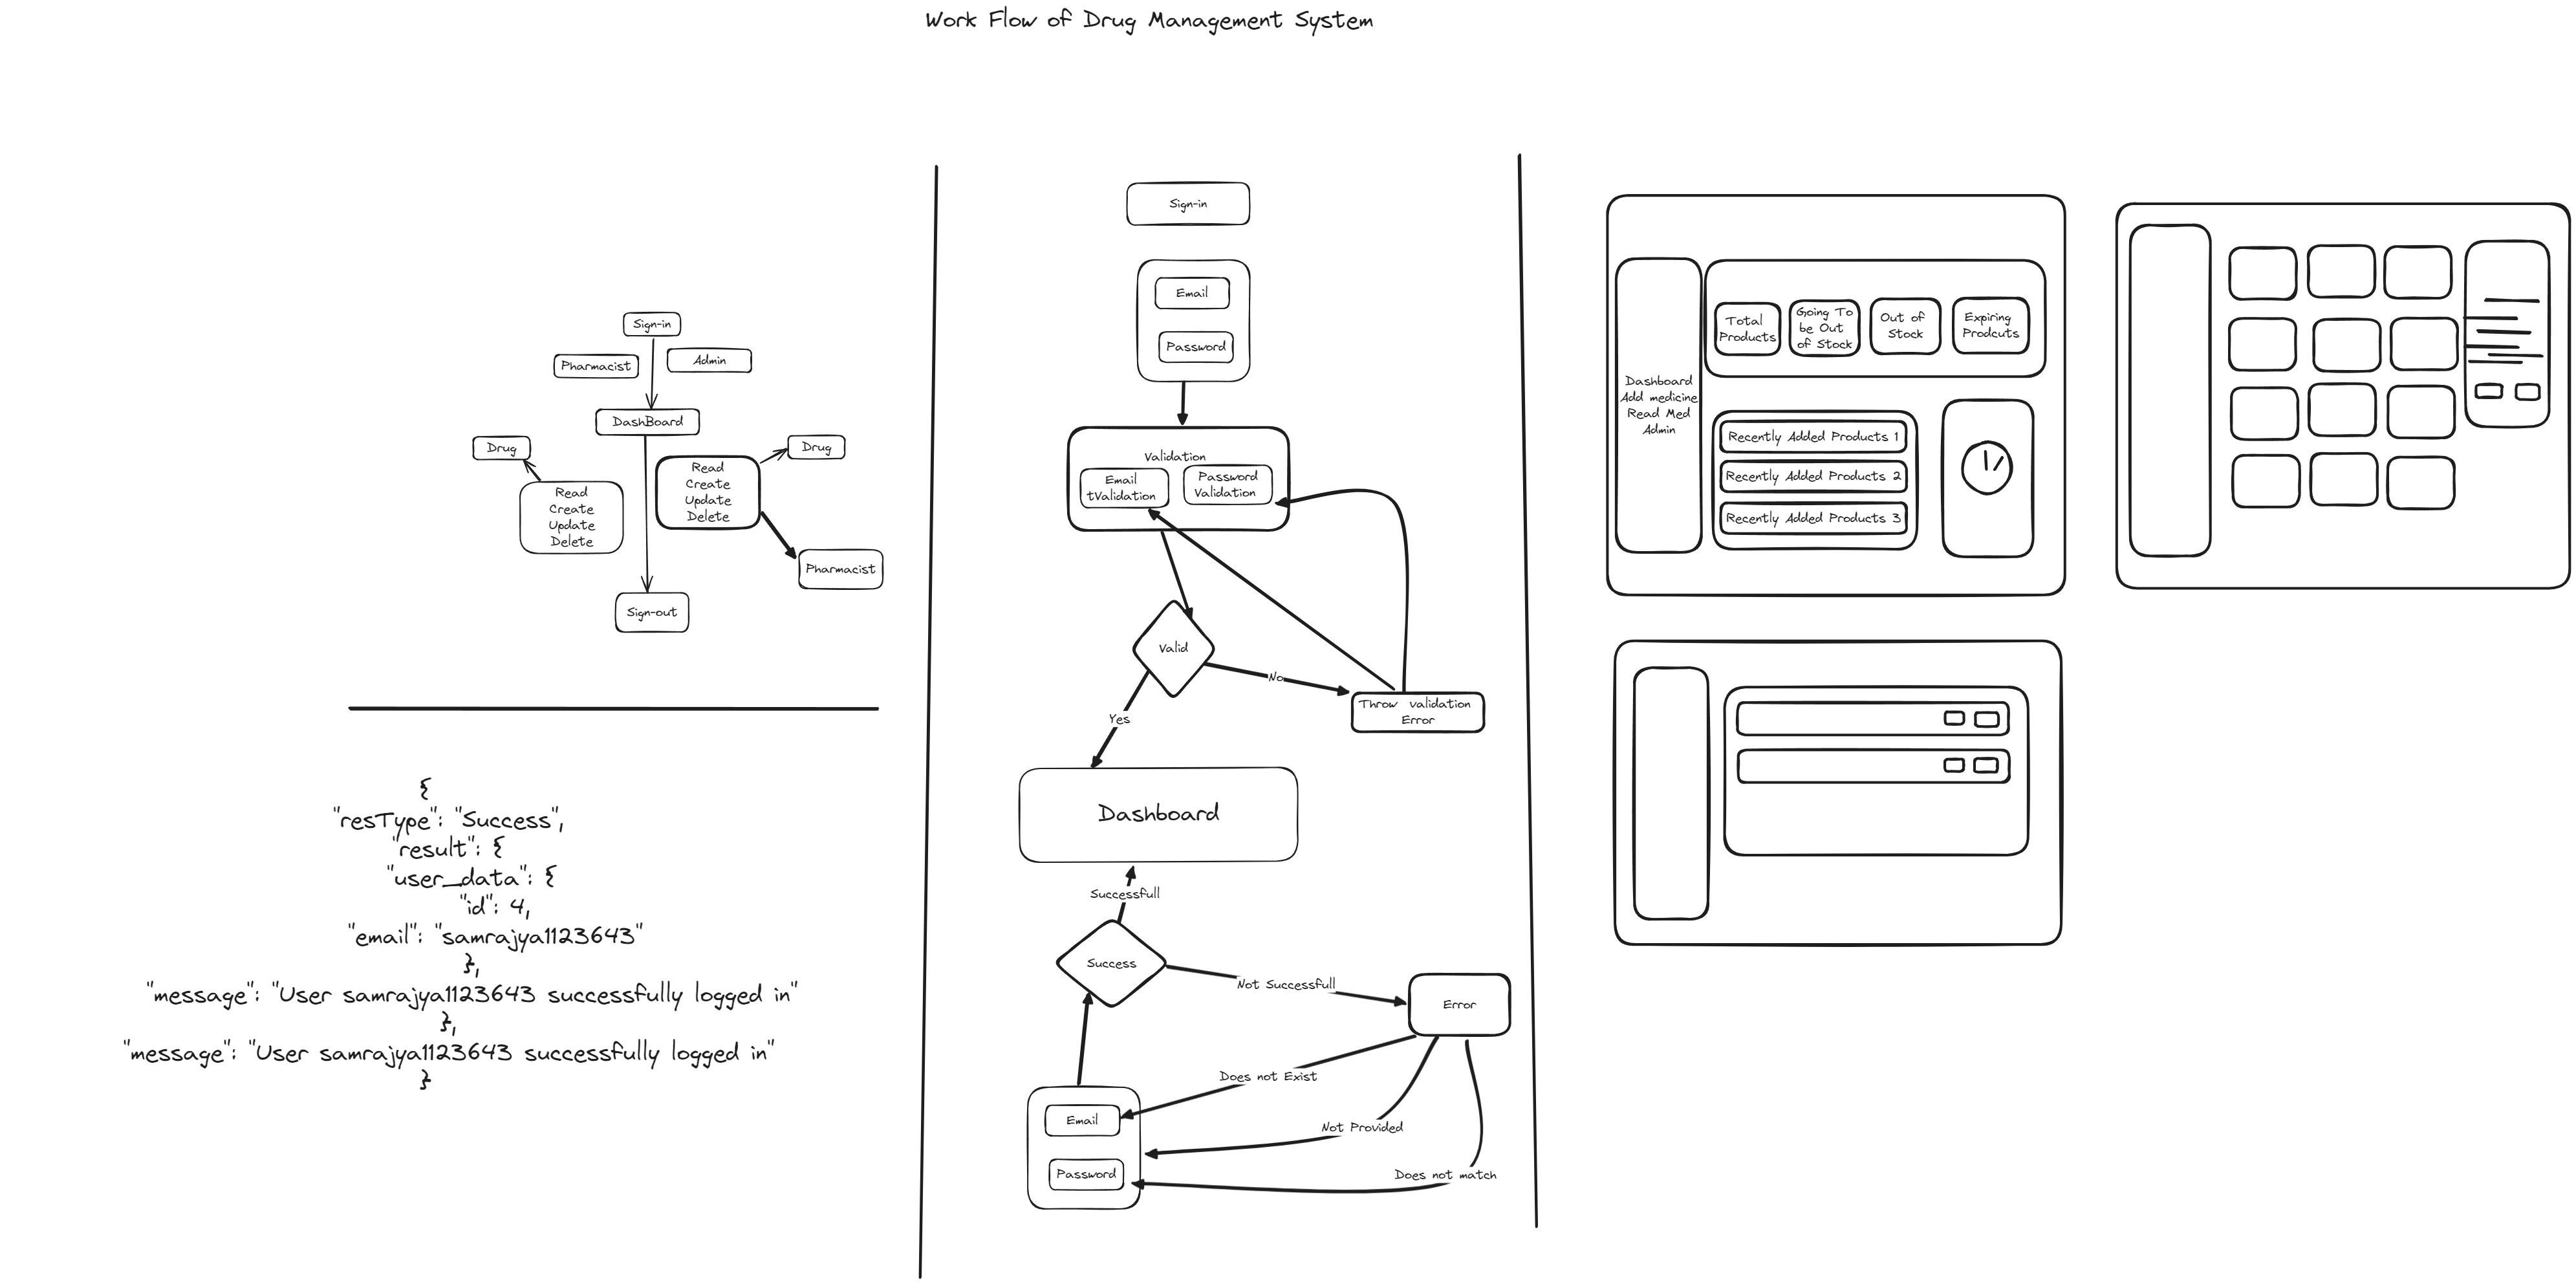 Work Flow of Drug Management System
Sign-in
Pharmacist
Admin
DashBoard
Drug
Drug
Read
Create
Update
Delete
Read
Create
Update
Delete
Pharmacist
Sign-out
{
"resType": "Success",
"result": {
"user_data": {
"id": 4,
"email": "samrajya1123643"
},
"message": "User samrajya1123643 successfully logged in"
},
"message": "User samrajya1123643 successfully logged in"
}
Sign-in
Email
Password
Validation
Email
tValidation
Password
Validation
Valid
No
Throw validation
Error
Yes
Dashboard
Successfull
Success
Not Successfull
Error
Does not Exist
Email
Not Provided
Password
Does not match
Dashboard
Add medicine
Read Med
Admin
Total
Products
Going To
be Out
of Stock
Out of
Stock
Expiring
Prodcuts
Recently Added Products 1
Recently Added Products 2
Recently Added Products 3